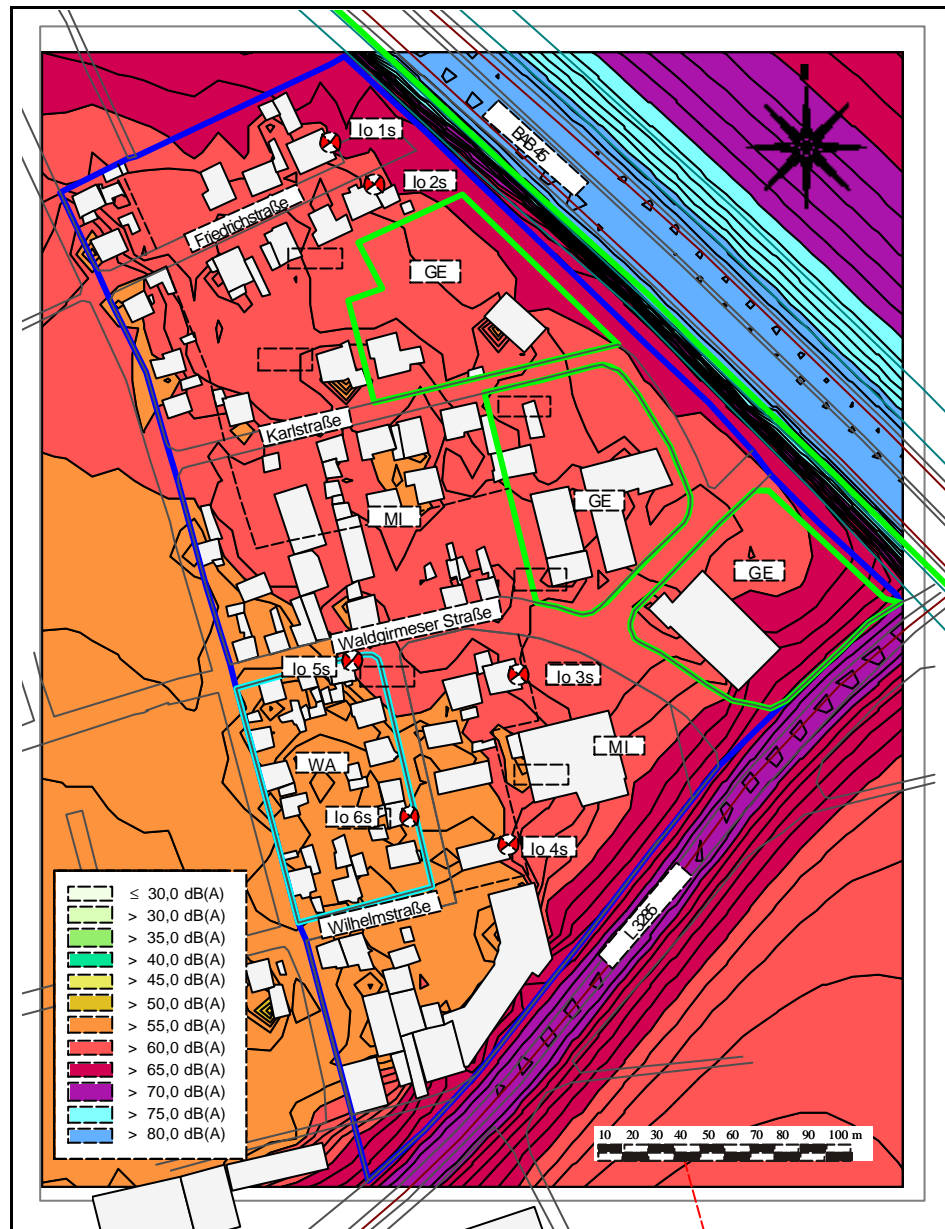 BAB 45
Io 1s
Io 2s
Friedrichstraße
GE
Karlstraße
MI
GE
GE
Waldgirmeser Straße
Io 5s
Io 3s
WA
MI
Io 6s
Io 4s
Wilhelmstraße
L 3285
≤ 30,0 dB(A)
> 30,0 dB(A)
> 35,0 dB(A)
> 40,0 dB(A)
> 45,0 dB(A)
> 50,0 dB(A)
> 55,0 dB(A)
> 60,0 dB(A)
> 65,0 dB(A)
> 70,0 dB(A)
> 75,0 dB(A)
> 80,0 dB(A)
10 20 30 40 50 60 70 80 90 100 m